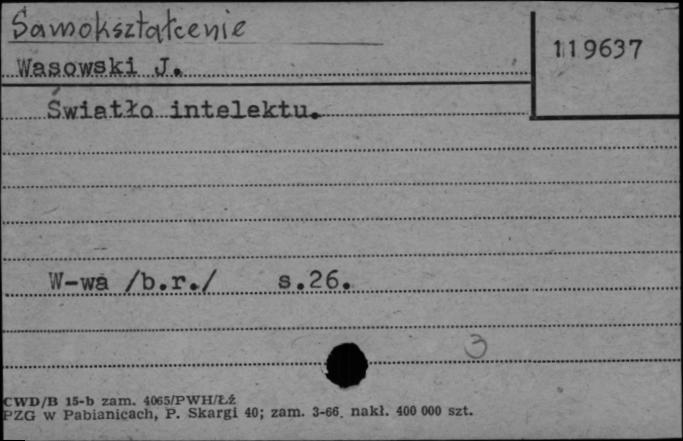 Samokształcenie
119637
Wasowski J.
Światło intelektu.
W-wa /b.r./ s.26.
3
CWD/B 15-b zam. 4065/PWH/Łź
PZG w Pabianicach, P. Skargi 40; zam. 3-66. nakł. 400 000 szt.